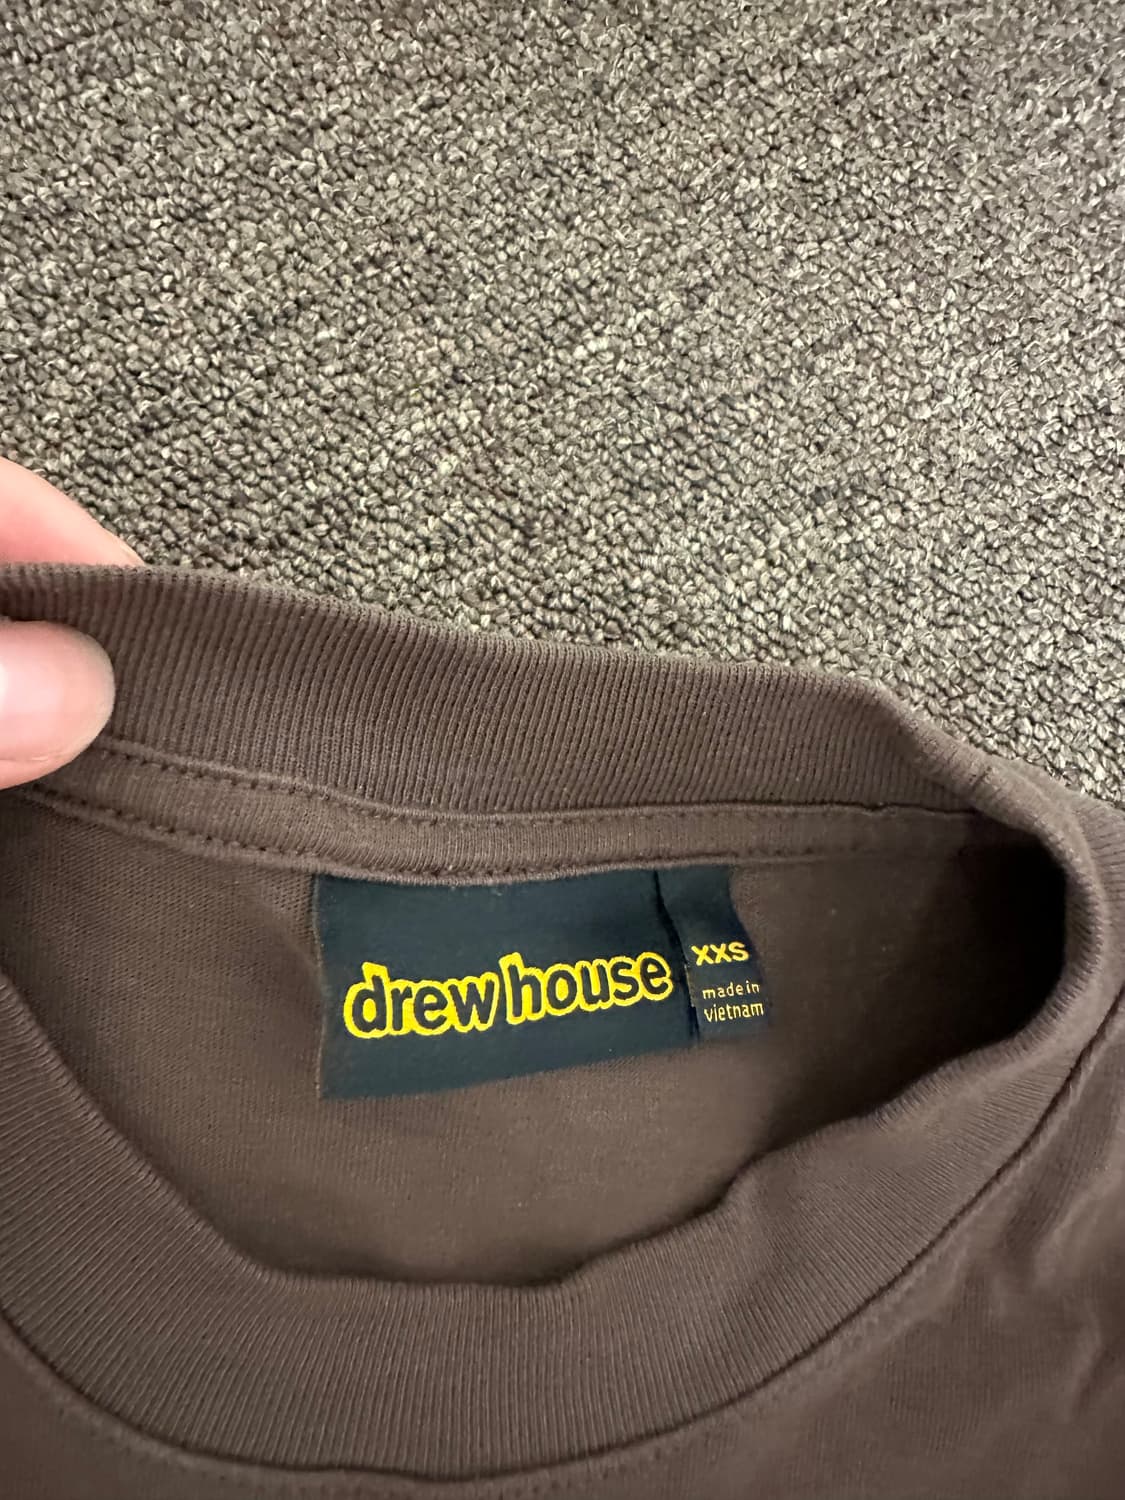 drew house
XXS
made in
vietnam